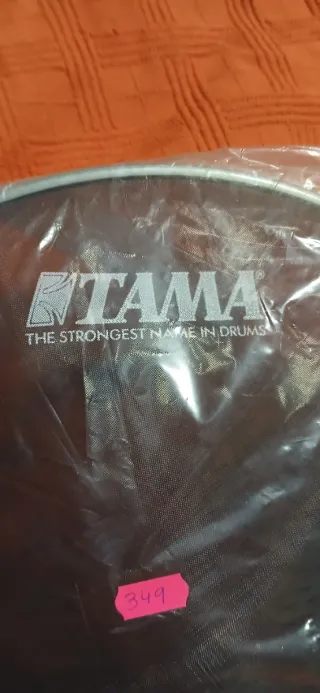 TAMA®
THE STRONGEST NAME IN DRUMS
349